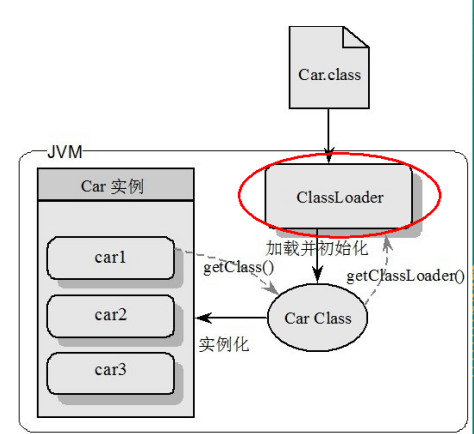 Car.class
JVM
Car 实例
ClassLoader
加载并初始化
car1
getClass()
getClassLoader()
car2
Car Class
实例化
car3